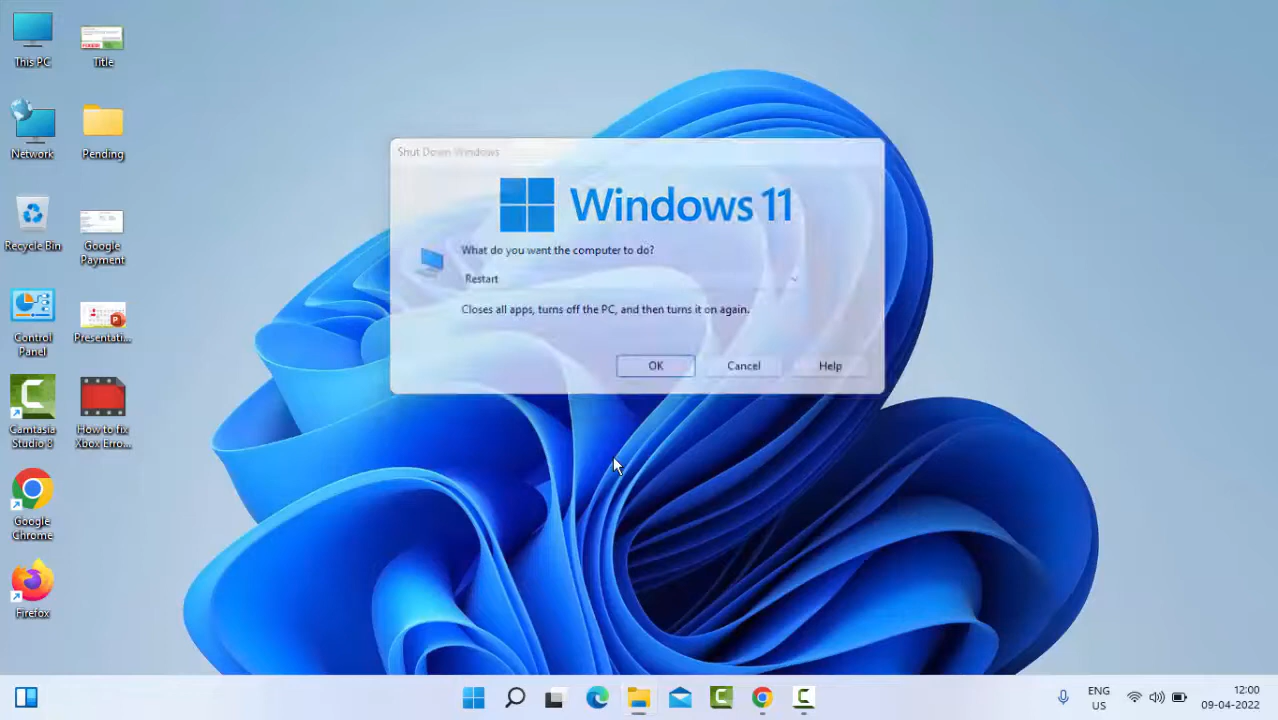 This PC
Title
Network
Pending
Recycle Bin
Google
Payment
Control
Panel
Presentati...
Camtasia
Studio 8
How to fix
Xbox Erro...
Google
Chrome
Firefox
Shut Down Windows
Windows 11
What do you want the computer to do?
Restart
Closes all apps, turns off the PC, and then turns it on again.
OK
Cancel
Help
ENG
US
12:00
09-04-2022